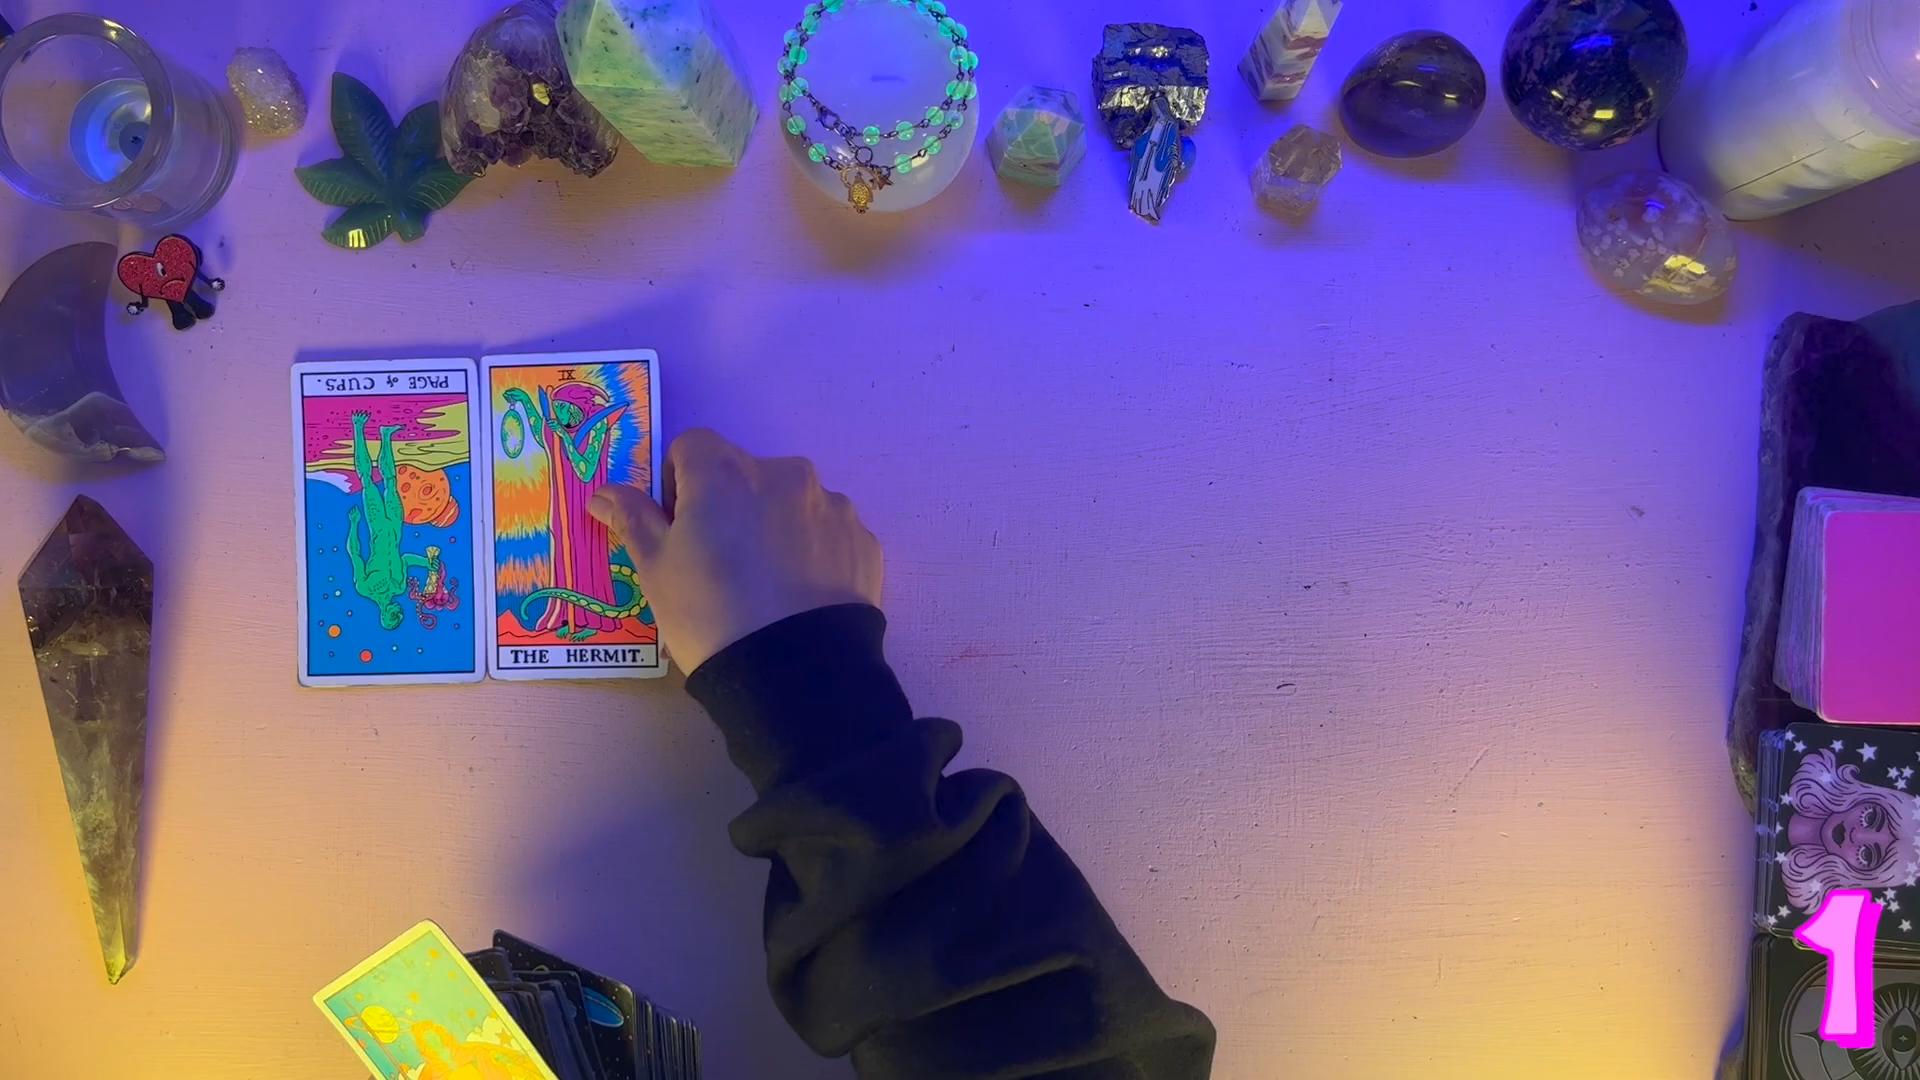 PAGE of CUPS.
IX
THE HERMIT.
1